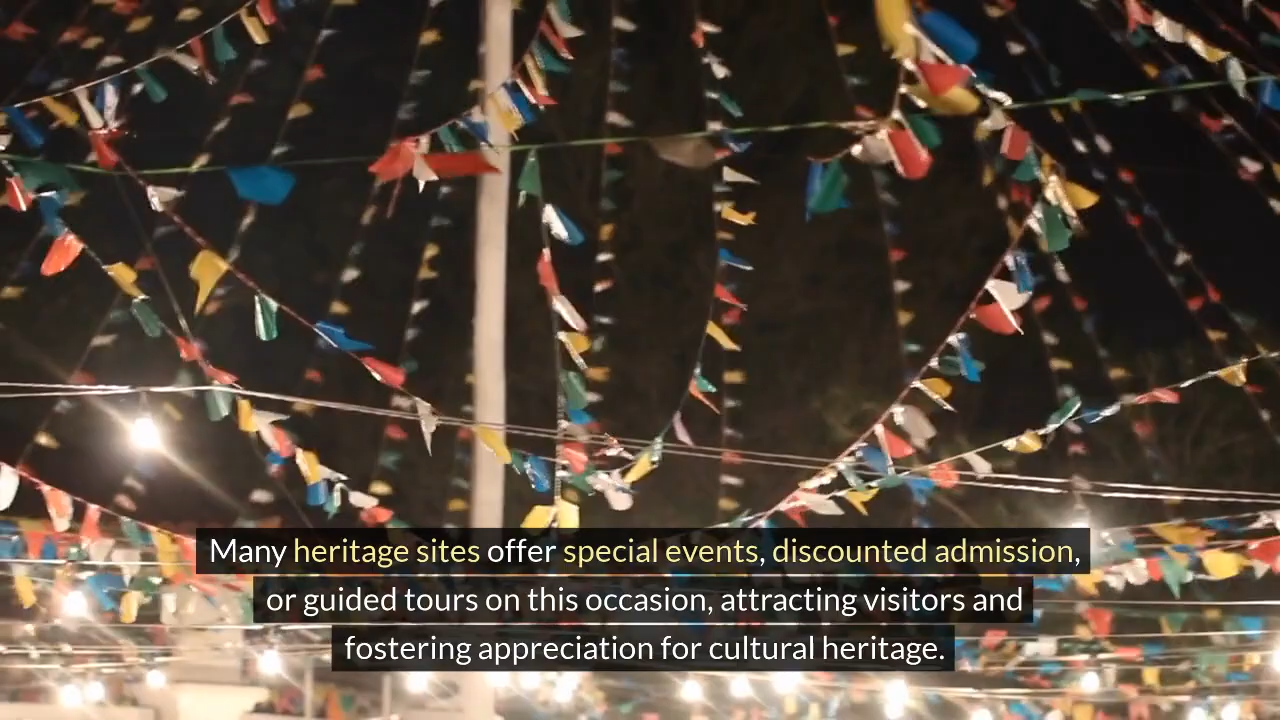 Many heritage sites offer special events, discounted admission,
or guided tours on this occasion, attracting visitors and
fostering appreciation for cultural heritage.